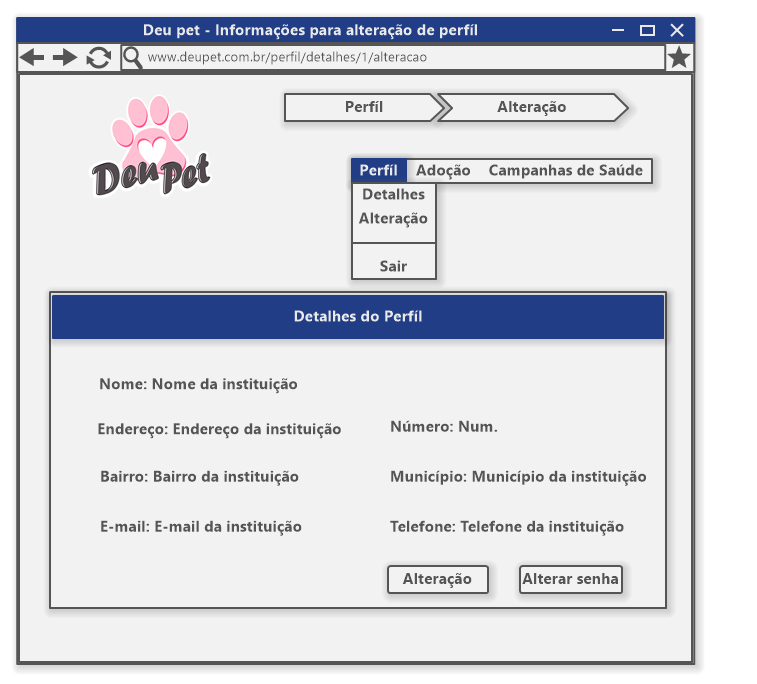 Deu pet - Informações para alteração de perfíl
www.deupet.com.br/perfil/detalhes/1/alteracao
Deu Pet
Perfíl Alteração
Perfíl Adoção Campanhas de Saúde
Detalhes
Alteração
Sair
Detalhes do Perfíl
Nome: Nome da instituição
Endereço: Endereço da instituição Número: Num.
Bairro: Bairro da instituição Município: Município da instituição
E-mail: E-mail da instituição Telefone: Telefone da instituição
Alteração Alterar senha